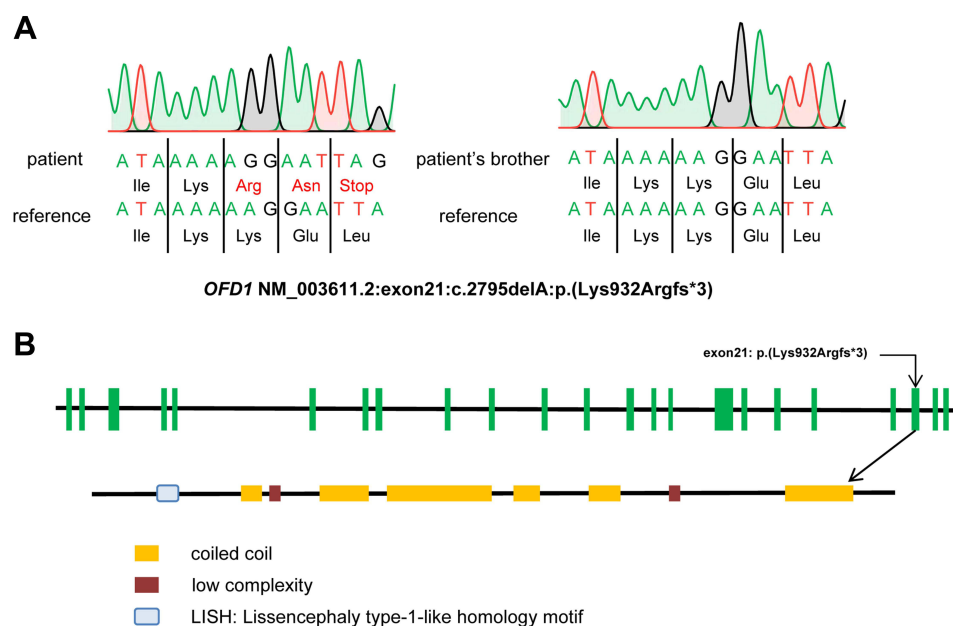 A
patient A T A A A A A G G A A T T A G
Ile Lys Arg Asn Stop
reference A T A A A A A A G G A A T T A
Ile Lys Lys Glu Leu
patient's brother A T A A A A A A G G A A T T A
Ile Lys Lys Glu Leu
reference A T A A A A A A G G A A T T A
Ile Lys Lys Glu Leu
OFD1 NM_003611.2:exon21:c.2795delA:p.(Lys932Argfs*3)
B
exon21: p.(Lys932Argfs*3)
coiled coil
low complexity
LISH: Lissencephaly type-1-like homology motif